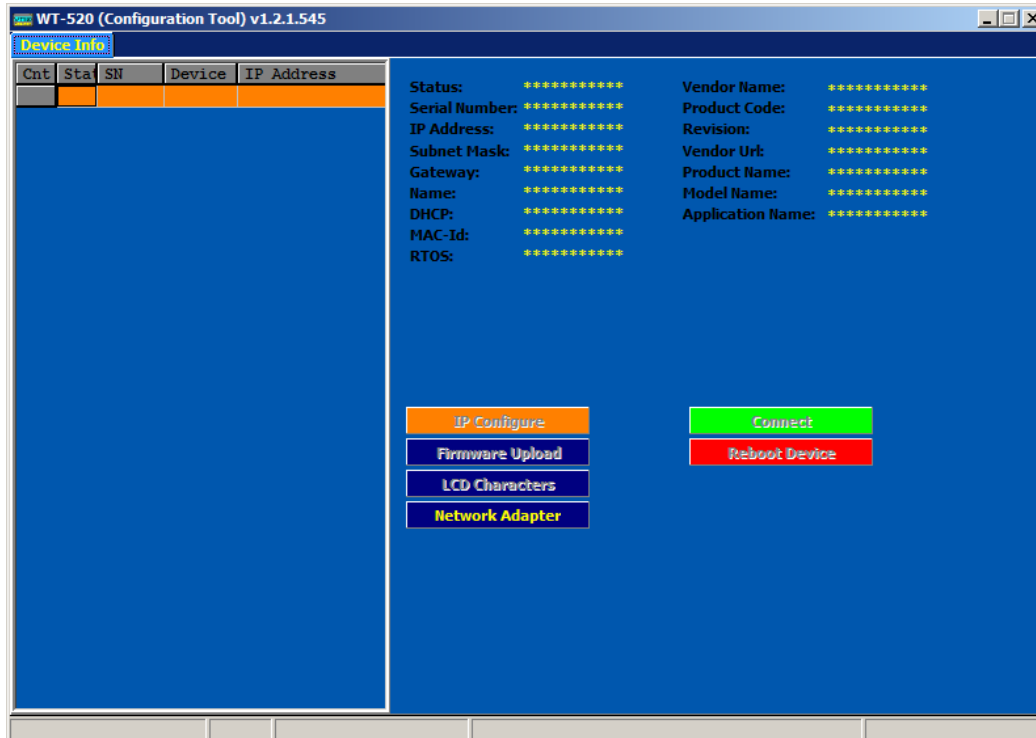 WT-520 (Configuration Tool) v1.2.1.545
Device Info
Cnt Stat SN Device IP Address
Status: ***********
Serial Number: ***********
IP Address: ***********
Subnet Mask: ***********
Gateway: ***********
Name: ***********
DHCP: ***********
MAC-Id: ***********
RTOS: ***********
Vendor Name: ***********
Product Code: ***********
Revision: ***********
Vendor Url: ***********
Product Name: ***********
Model Name: ***********
Application Name: ***********
IP Configure
Firmware Upload
LCD Characters
Network Adapter
Connect
Reboot Device